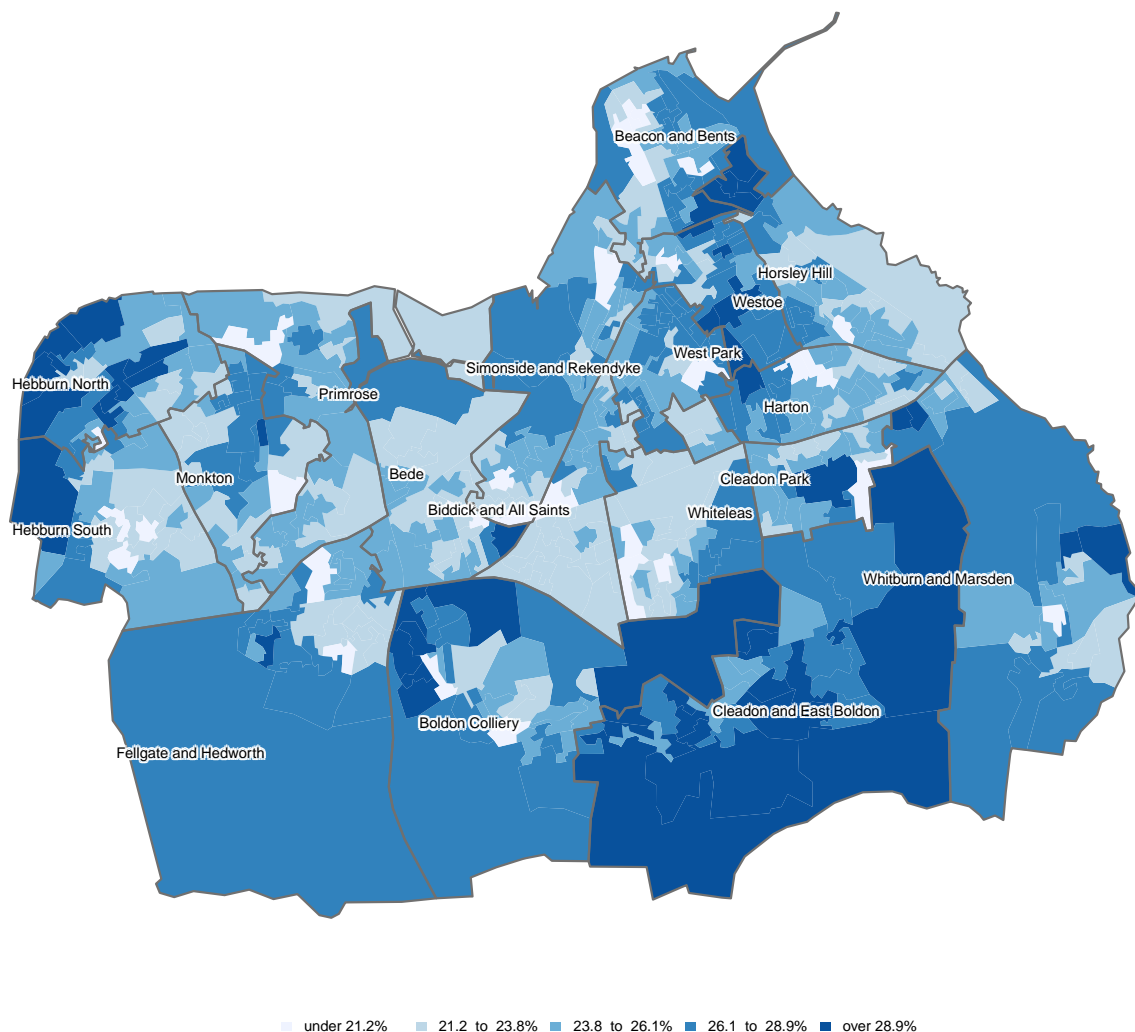 Beacon and Bents
Horsley Hill
Westoe
West Park
Simonside and Rekendyke
Hebburn North
Primrose
Harton
Bede
Monkton
Cleadon Park
Biddick and All Saints
Whiteleas
Hebburn South
Whitburn and Marsden
Cleadon and East Boldon
Boldon Colliery
Fellgate and Hedworth
under 21.2% 21.2 to 23.8% 23.8 to 26.1% 26.1 to 28.9% over 28.9%